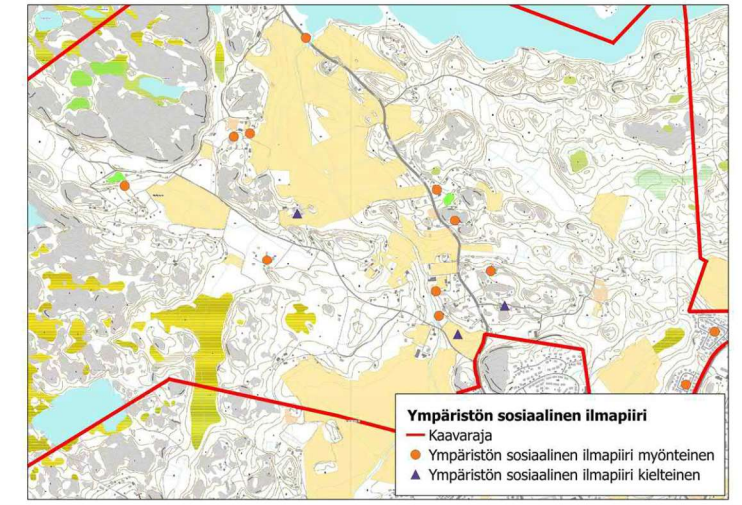 Ympäristön sosiaalinen ilmapiiri
Kaavaraja
Ympäristön sosiaalinen ilmapiiri myönteinen
Ympäristön sosiaalinen ilmapiiri kielteinen